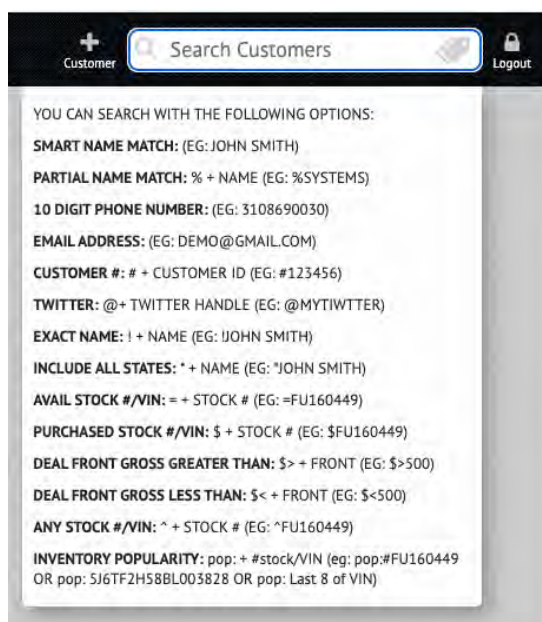 Customer
Search Customers
Logout
YOU CAN SEARCH WITH THE FOLLOWING OPTIONS:
SMART NAME MATCH: (EG: JOHN SMITH)
PARTIAL NAME MATCH: % + NAME (EG: %SYSTEMS)
10 DIGIT PHONE NUMBER: (EG: 3108690030)
EMAIL ADDRESS: (EG: DEMO@GMAIL.COM)
CUSTOMER #: # + CUSTOMER ID (EG: #123456)
TWITTER: @+ TWITTER HANDLE (EG: @MYTIWTTER)
EXACT NAME: ! + NAME (EG: !JOHN SMITH)
INCLUDE ALL STATES: * + NAME (EG: *JOHN SMITH)
AVAIL STOCK #/VIN: = + STOCK # (EG: =FU160449)
PURCHASED STOCK #/VIN: $ + STOCK # (EG: $FU160449)
DEAL FRONT GROSS GREATER THAN: $> + FRONT (EG: $>500)
DEAL FRONT GROSS LESS THAN: $< + FRONT (EG: $<500)
ANY STOCK #/VIN: ^ + STOCK # (EG: ^FU160449)
INVENTORY POPULARITY: pop: + #stock/VIN (eg: pop:#FU160449
OR pop: 5J6TF2H58BL003828 OR pop: Last 8 of VIN)